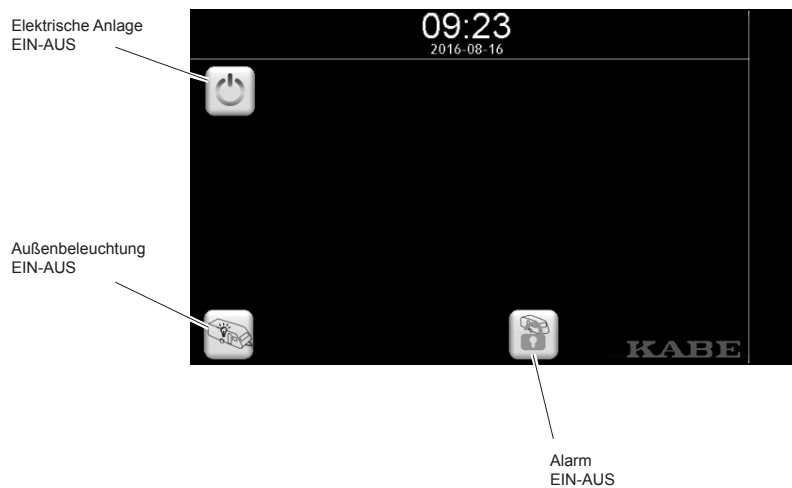 Elektrische Anlage
EIN-AUS
09:23
2016-08-16
Außenbeleuchtung
EIN-AUS
KABE
Alarm
EIN-AUS